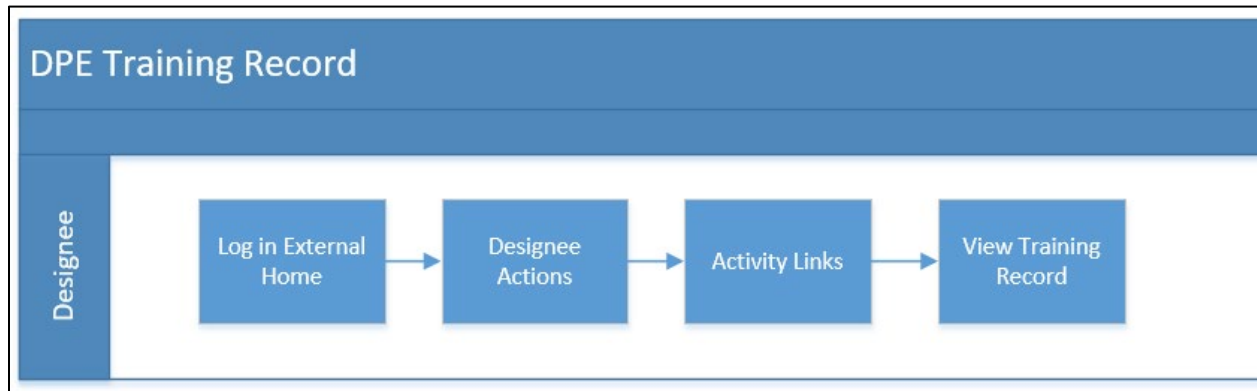 DPE Training Record
Designee
Log in External
Home
Designee
Actions
Activity Links
View Training
Record